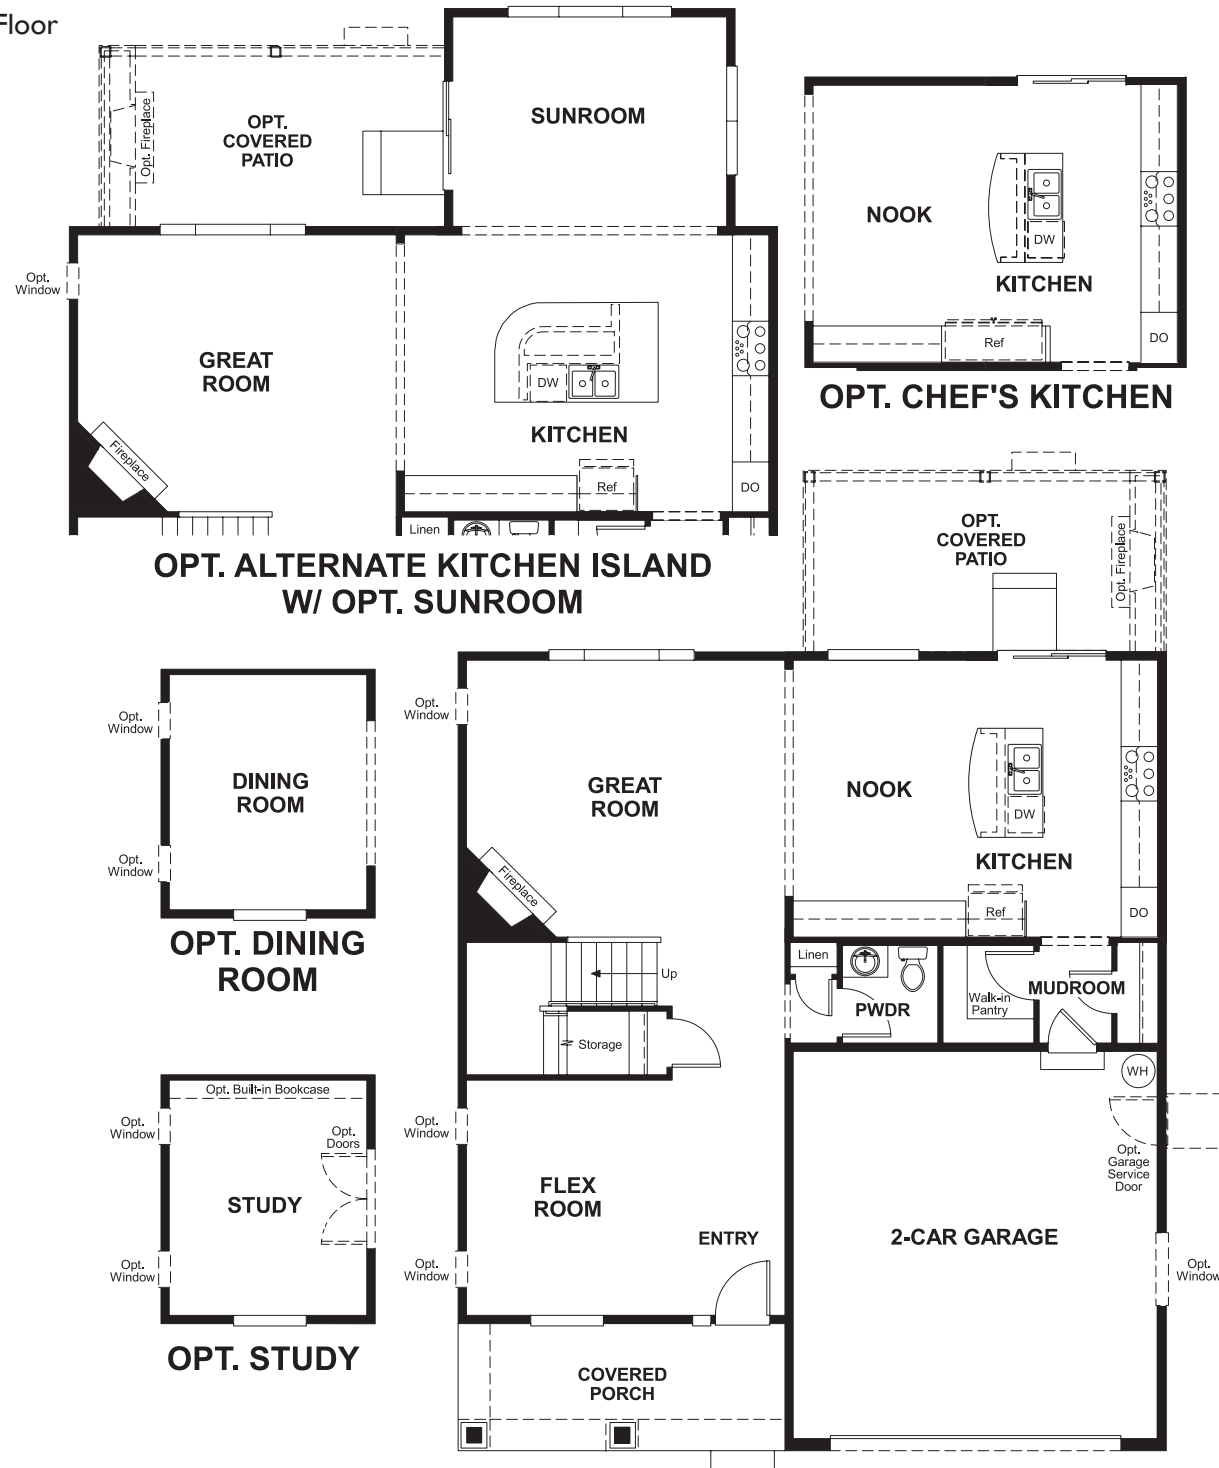 Floor
SUNROOM
OPT.
COVERED
PATIO
Opt. Fireplace
Opt.
Window
GREAT
ROOM
Fireplace
DW
KITCHEN
Ref
DO
Linen
OPT. ALTERNATE KITCHEN ISLAND
W/ OPT. SUNROOM
NOOK
DW
KITCHEN
Ref
DO
OPT. CHEF'S KITCHEN
OPT.
COVERED
PATIO
Opt. Fireplace
Opt.
Window
DINING
ROOM
Opt.
Window
OPT. DINING
ROOM
Opt.
Window
GREAT
ROOM
Fireplace
NOOK
DW
KITCHEN
Ref
DO
Up
Linen
PWDR
Walk-in
Pantry
MUDROOM
Storage
WH
Opt.
Garage
Service
Door
Opt. Built-in Bookcase
Opt.
Window
Opt.
Doors
STUDY
Opt.
Window
OPT. STUDY
Opt.
Window
FLEX
ROOM
ENTRY
Opt.
Window
2-CAR GARAGE
Opt.
Window
COVERED
PORCH